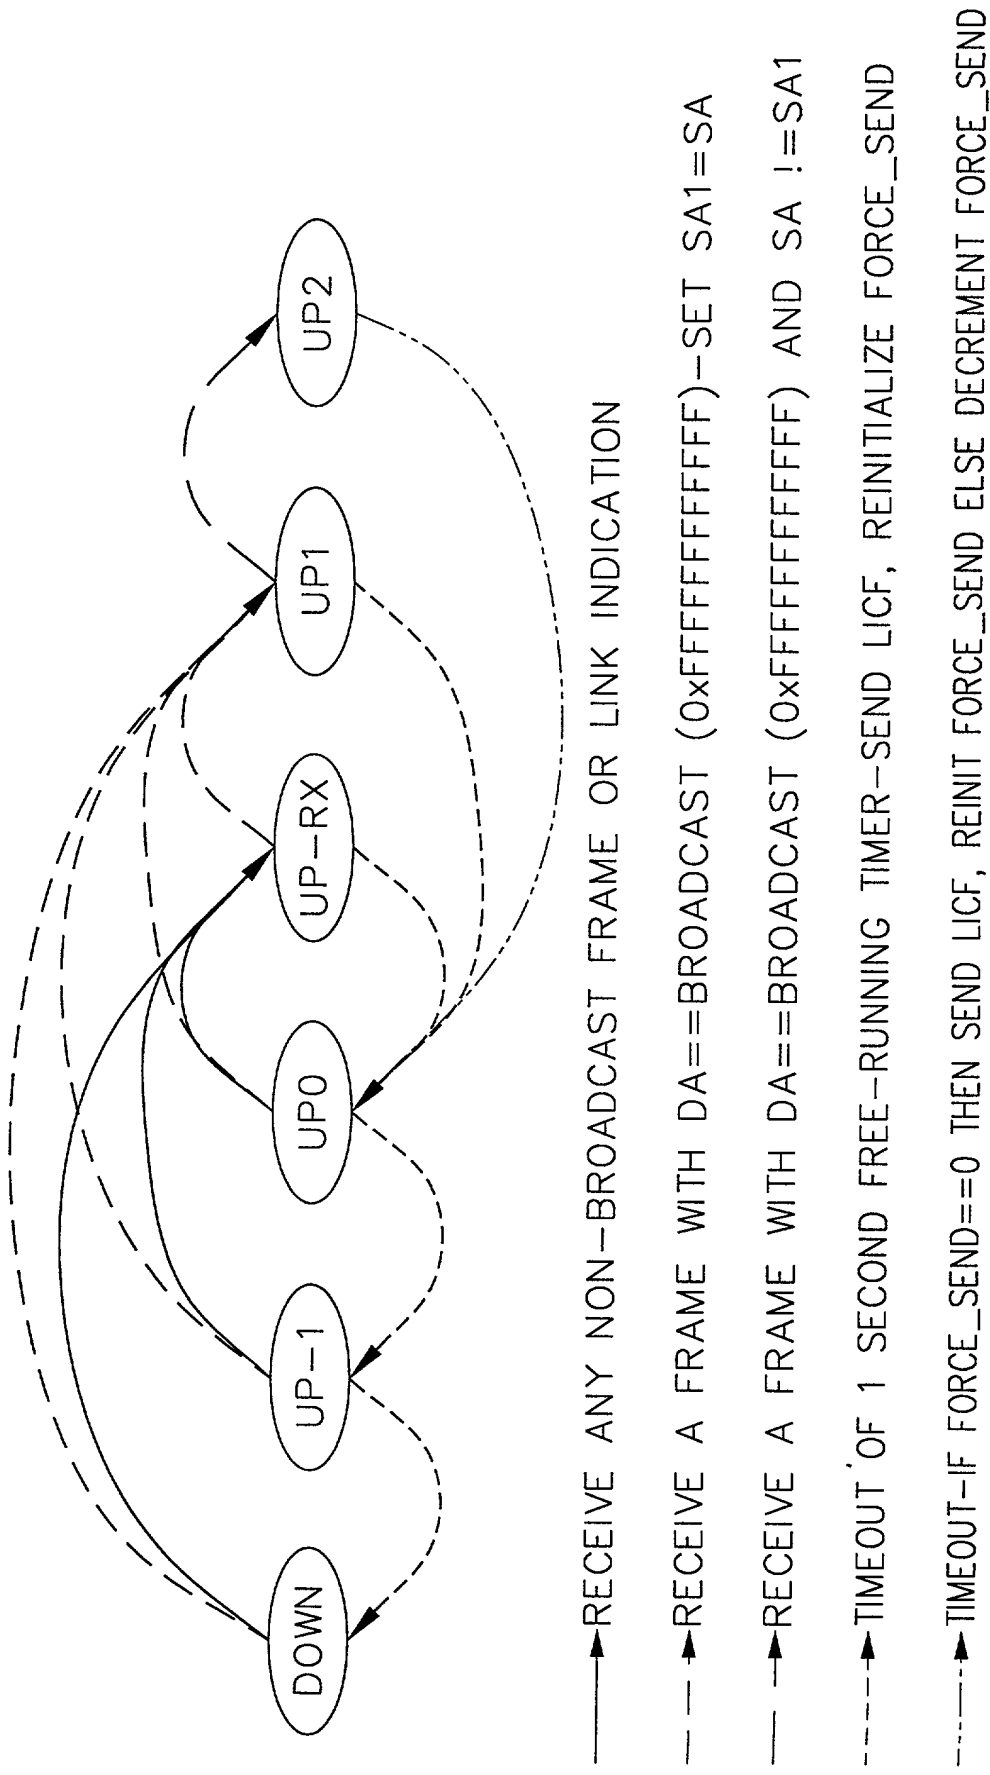 DOWN
UP-1
UP0
UP-RX
UP1
UP2
RECEIVE ANY NON-BROADCAST FRAME OR LINK INDICATION
RECEIVE A FRAME WITH DA==BROADCAST (0xFFFFFFFFFFFF)-SET SA1=SA
RECEIVE A FRAME WITH DA==BROADCAST (0xFFFFFFFFFFFF) AND SA !=SA1
TIMEOUT OF 1 SECOND FREE-RUNNING TIMER-SEND LICF, REINITIALIZE FORCE_SEND
TIMEOUT-IF FORCE_SEND==0 THEN SEND LICF, REINIT FORCE_SEND ELSE DECREMENT FORCE_SEND